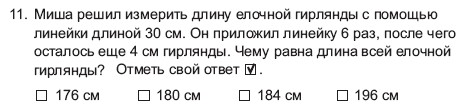 11. Миша решил измерить длину елочной гирлянды с помощью
линейки длиной 30 см. Он приложил линейку 6 раз, после чего
осталось еще 4 см гирлянды. Чему равна длина всей елочной
гирлянды? Отметь свой ответ ☑.
☐ 176 см ☐ 180 см ☐ 184 см ☐ 196 см